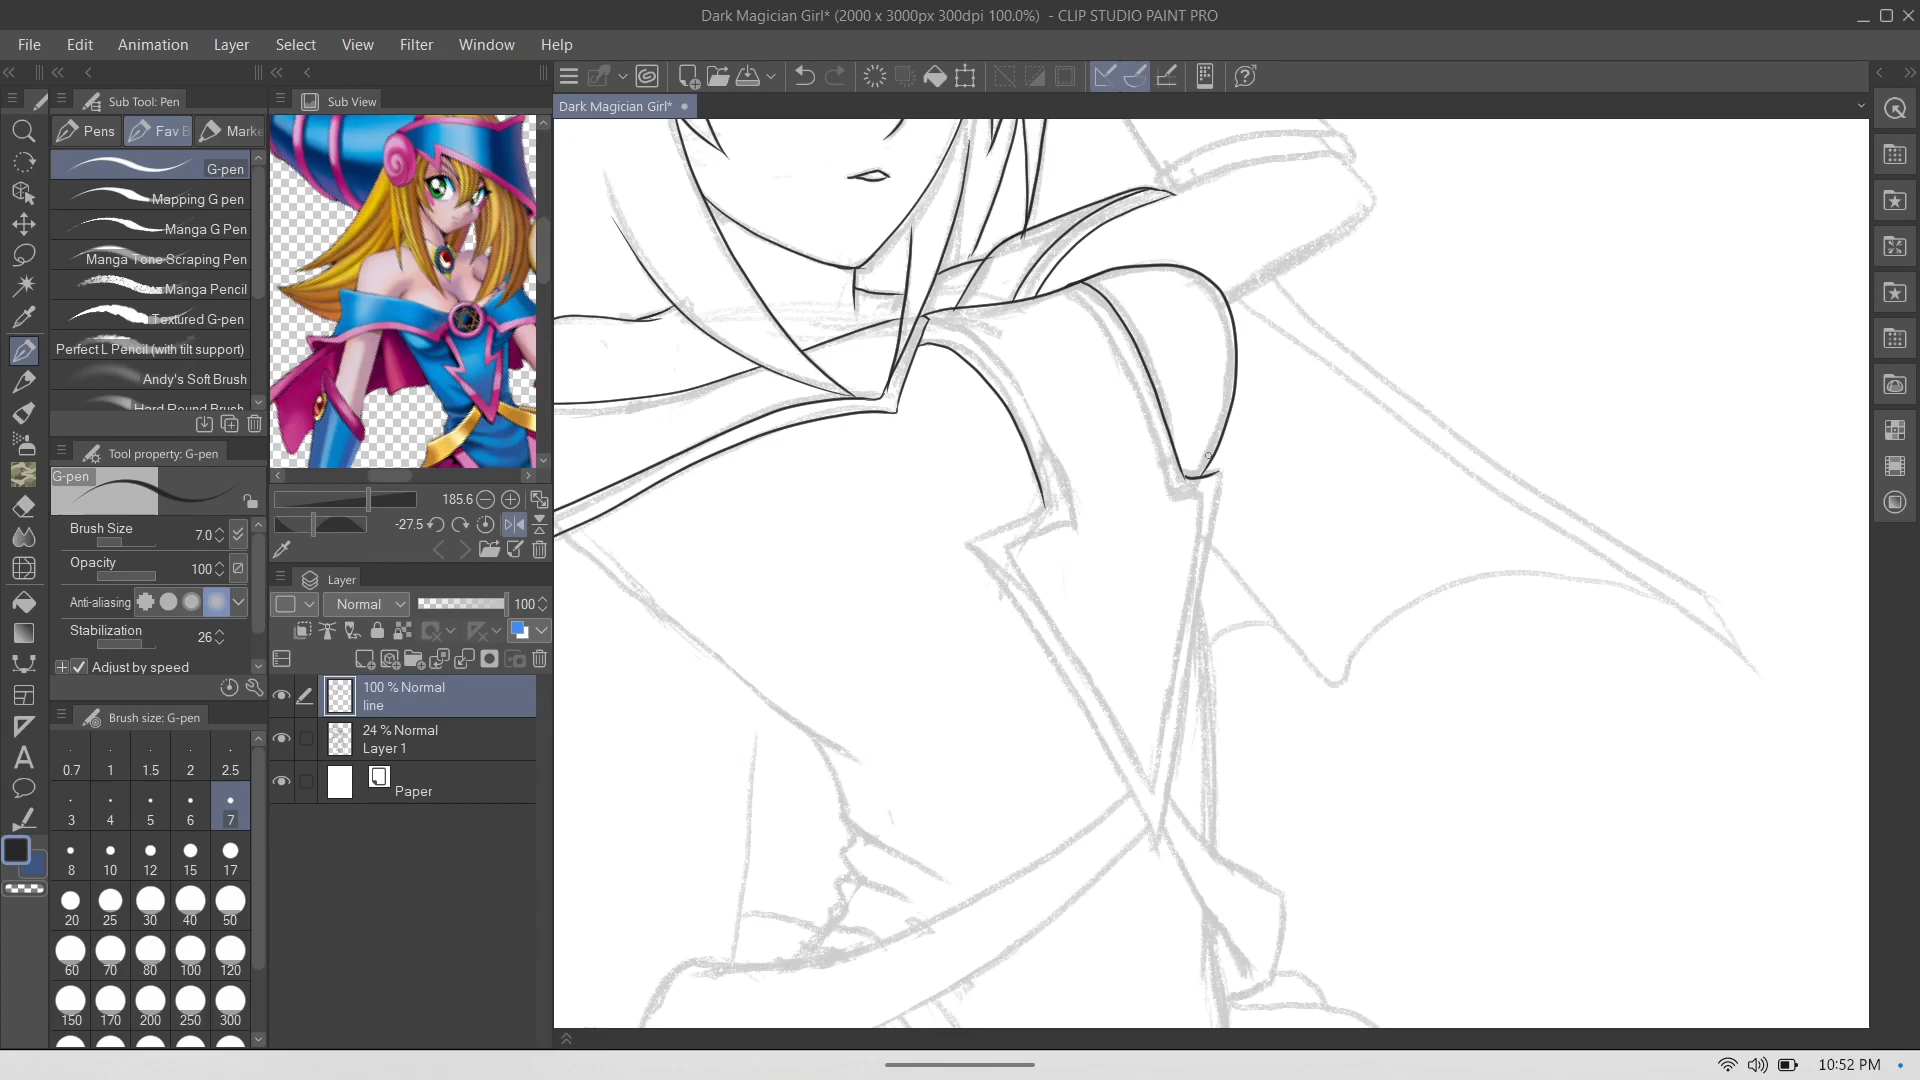 Dark Magician Girl* (2000 x 3000px 300dpi 100.0%) - CLIP STUDIO PAINT PRO
File Edit Animation Layer Select View Filter Window Help
Sub Tool: Pen
Pens Fav B Marke
G-pen
Mapping G pen
Manga G Pen
Manga Tone Scraping Pen
Manga Pencil
Textured G-pen
Perfect L Pencil (with tilt support)
Andy's Soft Brush
Hard Round Brush
Tool property: G-pen
G-pen
Brush Size 7.0
Opacity 100
Anti-aliasing
Stabilization 26
Adjust by speed
Brush size: G-pen
0.7 1 1.5 2 2.5
3 4 5 6 7
8 10 12 15 17
20 25 30 40 50
60 70 80 100 120
150 170 200 250 300
Sub View
185.6
-27.5
Layer
Normal 100
100 % Normal
line
24 % Normal
Layer 1
Paper
Dark Magician Girl*
10:52 PM